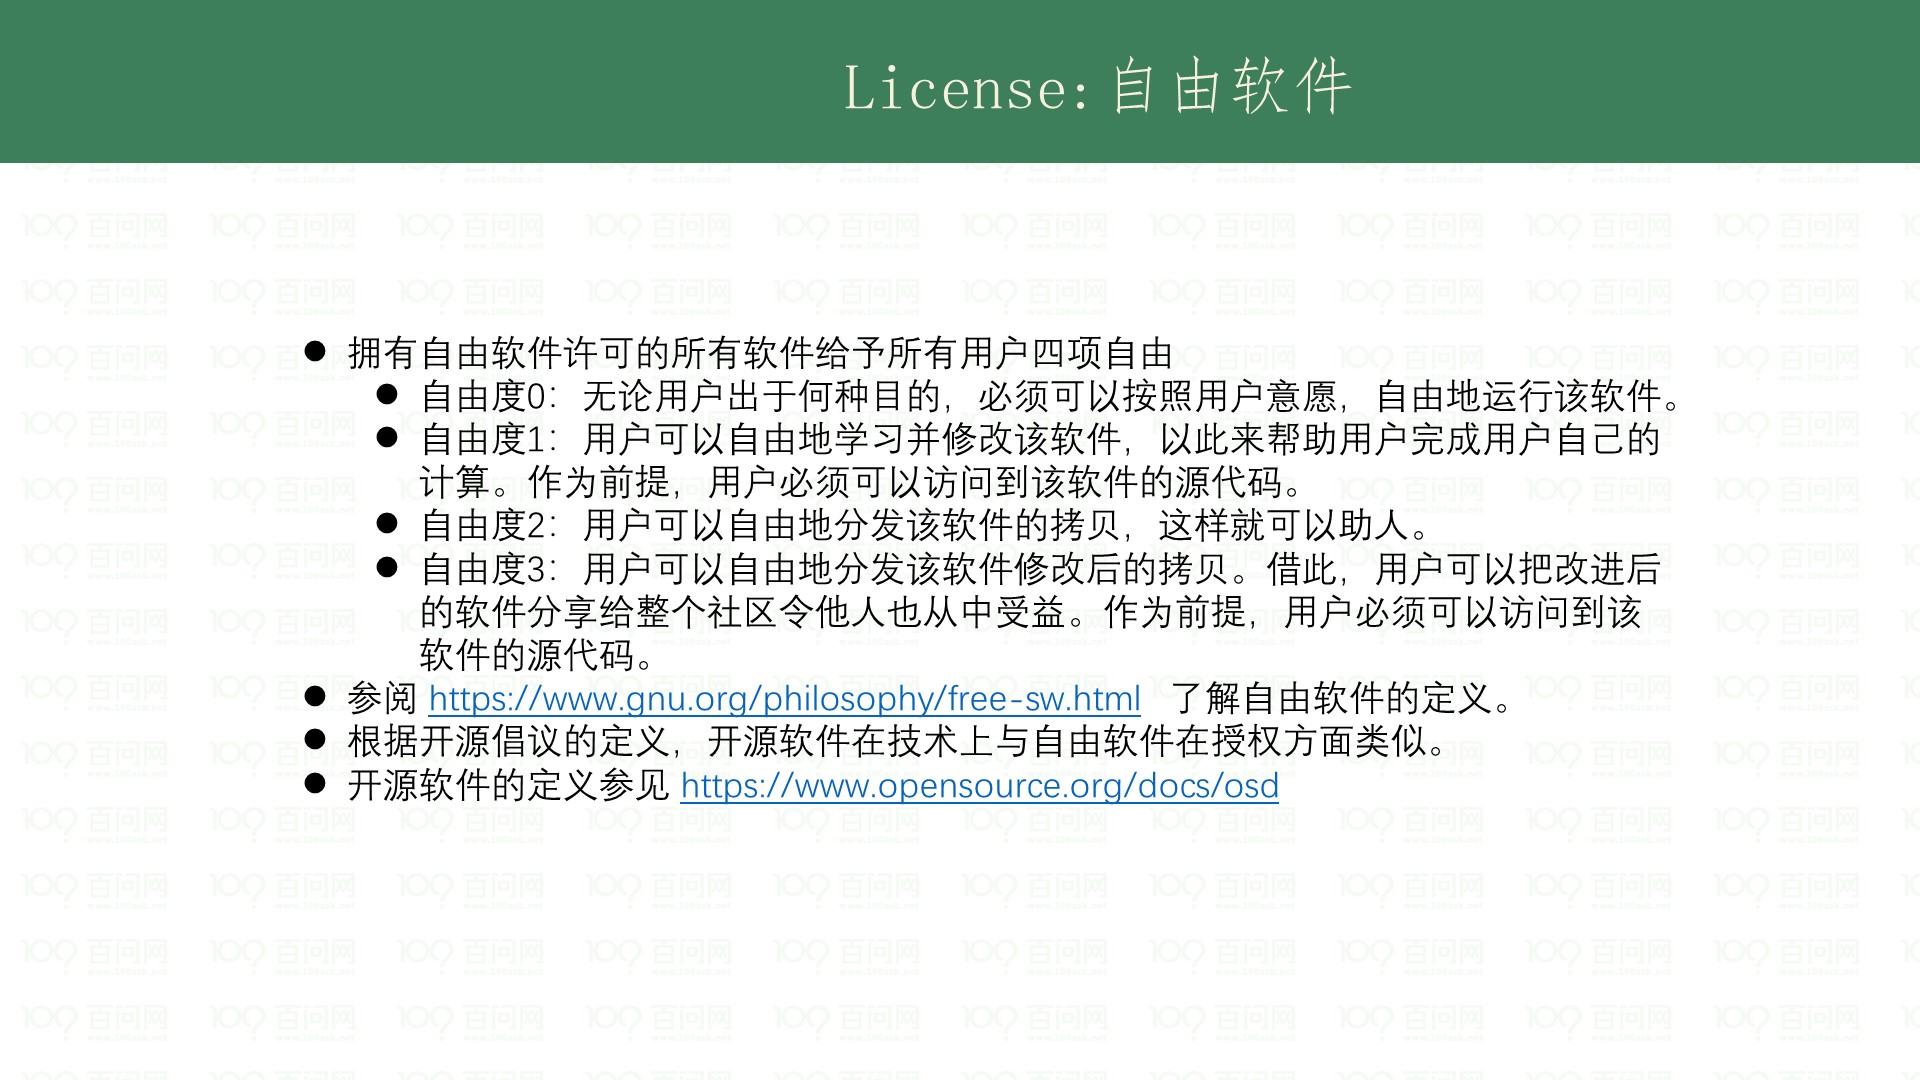 License:自由软件
● 拥有自由软件许可的所有软件给予所有用户四项自由
● 自由度0：无论用户出于何种目的，必须可以按照用户意愿，自由地运行该软件。
● 自由度1：用户可以自由地学习并修改该软件，以此来帮助用户完成用户自己的
计算。作为前提，用户必须可以访问到该软件的源代码。
● 自由度2：用户可以自由地分发该软件的拷贝，这样就可以助人。
● 自由度3：用户可以自由地分发该软件修改后的拷贝。借此，用户可以把改进后
的软件分享给整个社区令他人也从中受益。作为前提，用户必须可以访问到该
软件的源代码。
● 参阅 https://www.gnu.org/philosophy/free-sw.html 了解自由软件的定义。
● 根据开源倡议的定义，开源软件在技术上与自由软件在授权方面类似。
● 开源软件的定义参见 https://www.opensource.org/docs/osd
百问网
www.100ask.net